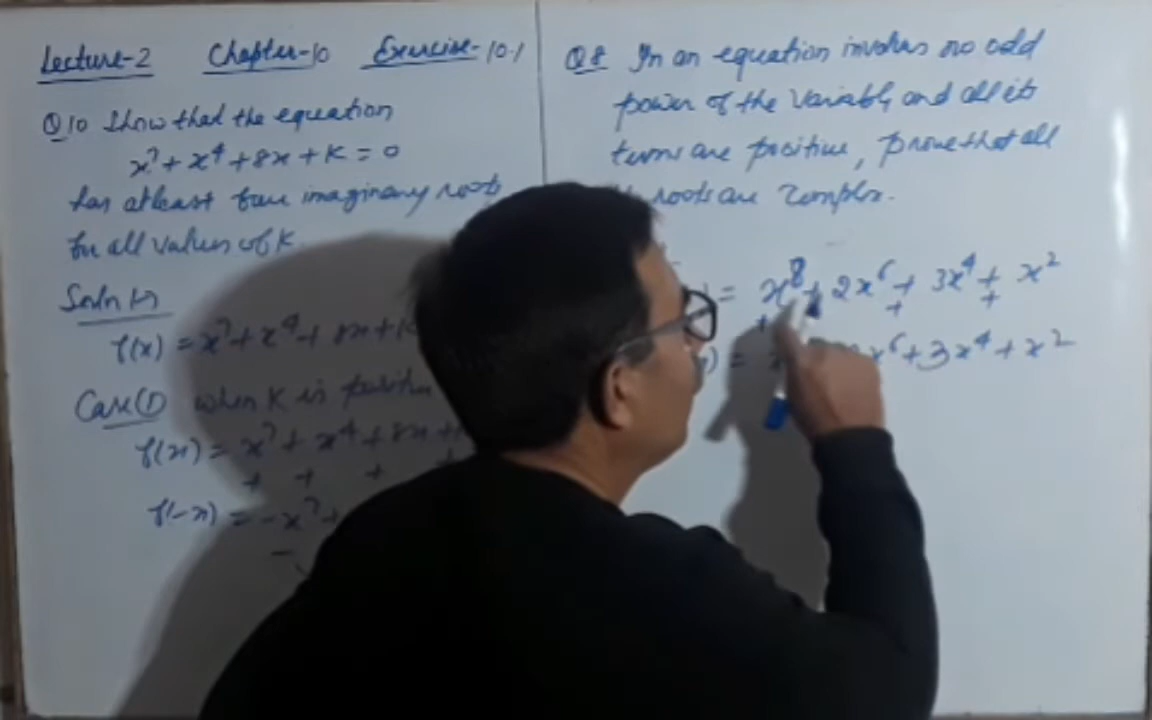 Lecture-2 Chapter-10 Exercise-10.1
Q10 Show that the equation
x⁷ + x⁴ + 8x + K = 0
has atleast four imaginary roots
for all values of K
Soln :-
f(x) = x⁷ + x⁴ + 8x + K
Case(1) when K is positive
f(x) = x⁷ + x⁴ + 8x +
+ + +
f(-x) = -x⁷ +
-
Q8 In an equation involves no odd
power of the variable, and all its
terms are positive, prove that all
roots are complex.
= x⁸ + 2x⁶ + 3x⁴ + x²
+ + +
) = x x⁶ + 3x⁴ + x²